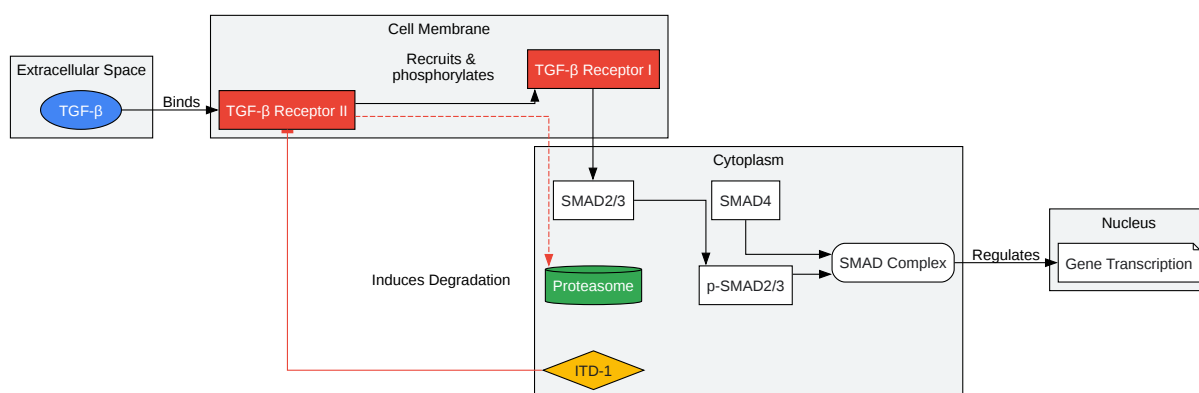 Cell Membrane
Recruits &
phosphorylates
TGF-β Receptor I
Extracellular Space
TGF-β
Binds
TGF-β Receptor II
Cytoplasm
SMAD2/3
SMAD4
Nucleus
SMAD Complex
Regulates
Gene Transcription
Induces Degradation
Proteasome
p-SMAD2/3
ITD-1